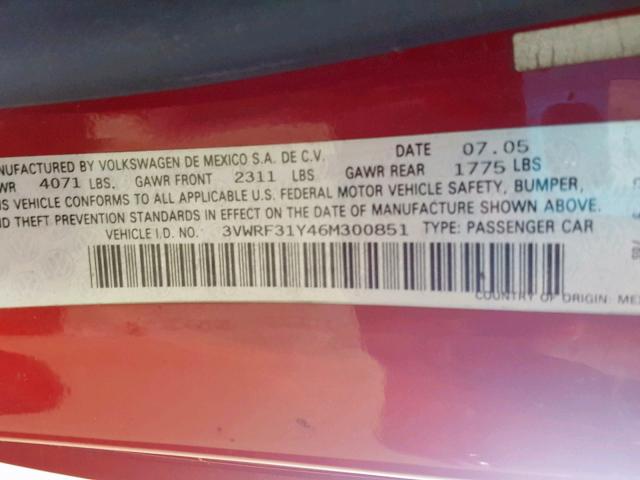 NUFACTURED BY VOLKSWAGEN DE MEXICO S.A. DE C.V. DATE 07.05
WR 4071 LBS. GAWR FRONT 2311 LBS GAWR REAR 1775 LBS
IS VEHICLE CONFORMS TO ALL APPLICABLE U.S. FEDERAL MOTOR VEHICLE SAFETY, BUMPER,
ND THEFT PREVENTION STANDARDS IN EFFECT ON THE DATE OF MANUFACTURE SHOWN ABOVE.
VEHICLE I.D. NO. 3VWRF31Y46M300851 TYPE: PASSENGER CAR
COUNTRY OF ORIGIN: ME